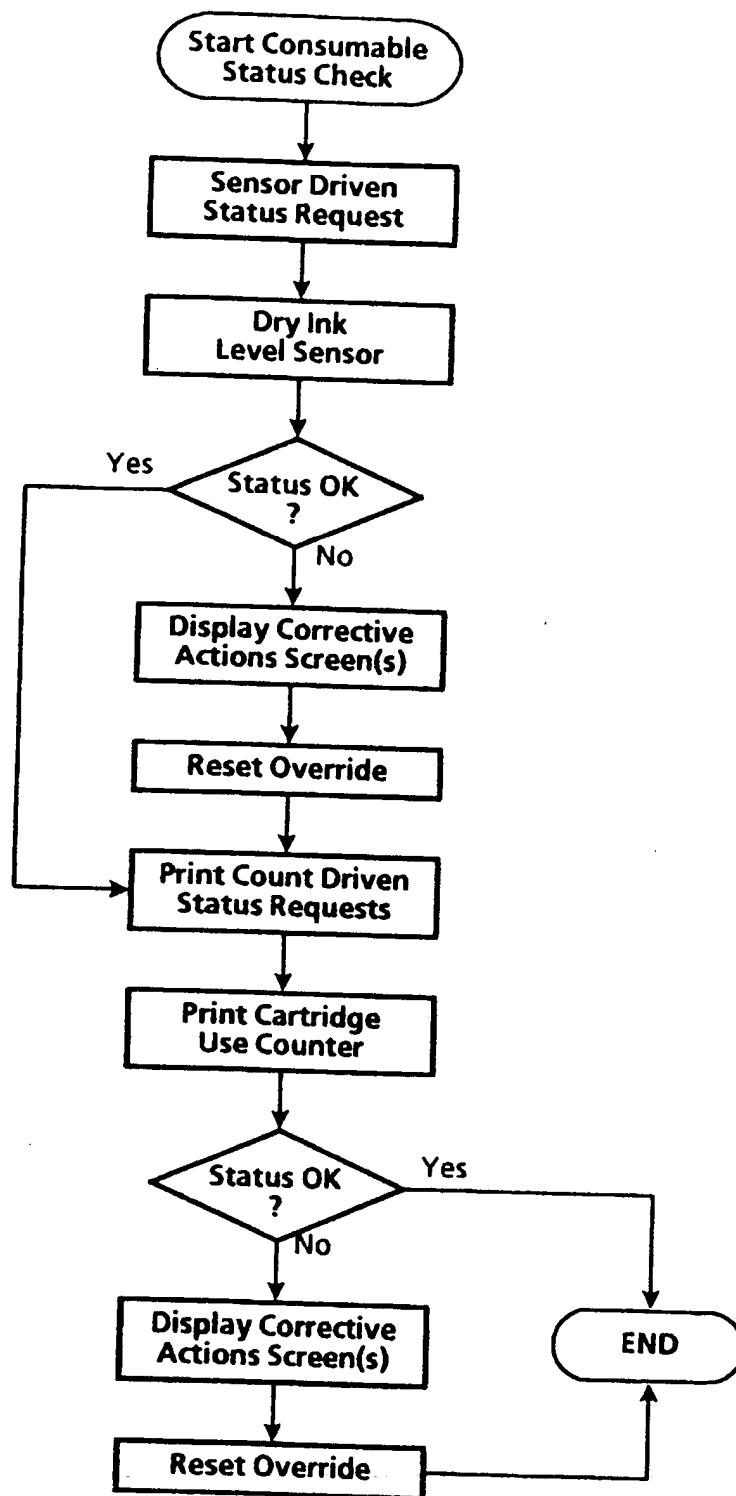 Start Consumable
Status Check
Sensor Driven
Status Request
Dry Ink
Level Sensor
Yes
Status OK
?
No
Display Corrective
Actions Screen(s)
Reset Override
Print Count Driven
Status Requests
Print Cartridge
Use Counter
Status OK
?
Yes
No
Display Corrective
Actions Screen(s)
END
Reset Override